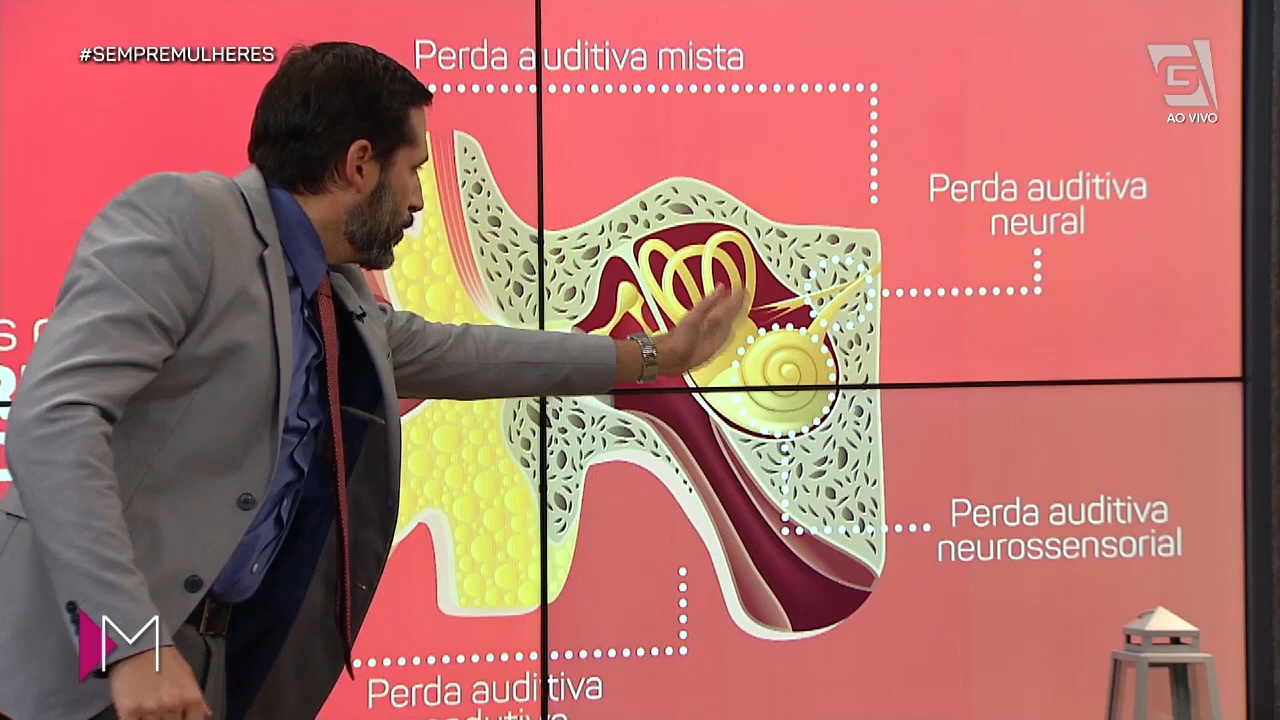 #SEMPREMULHERES
Perda auditiva mista
G
AO VIVO
Perda auditiva
neural
Perda auditiva
neurossensorial
M
Perda auditiva